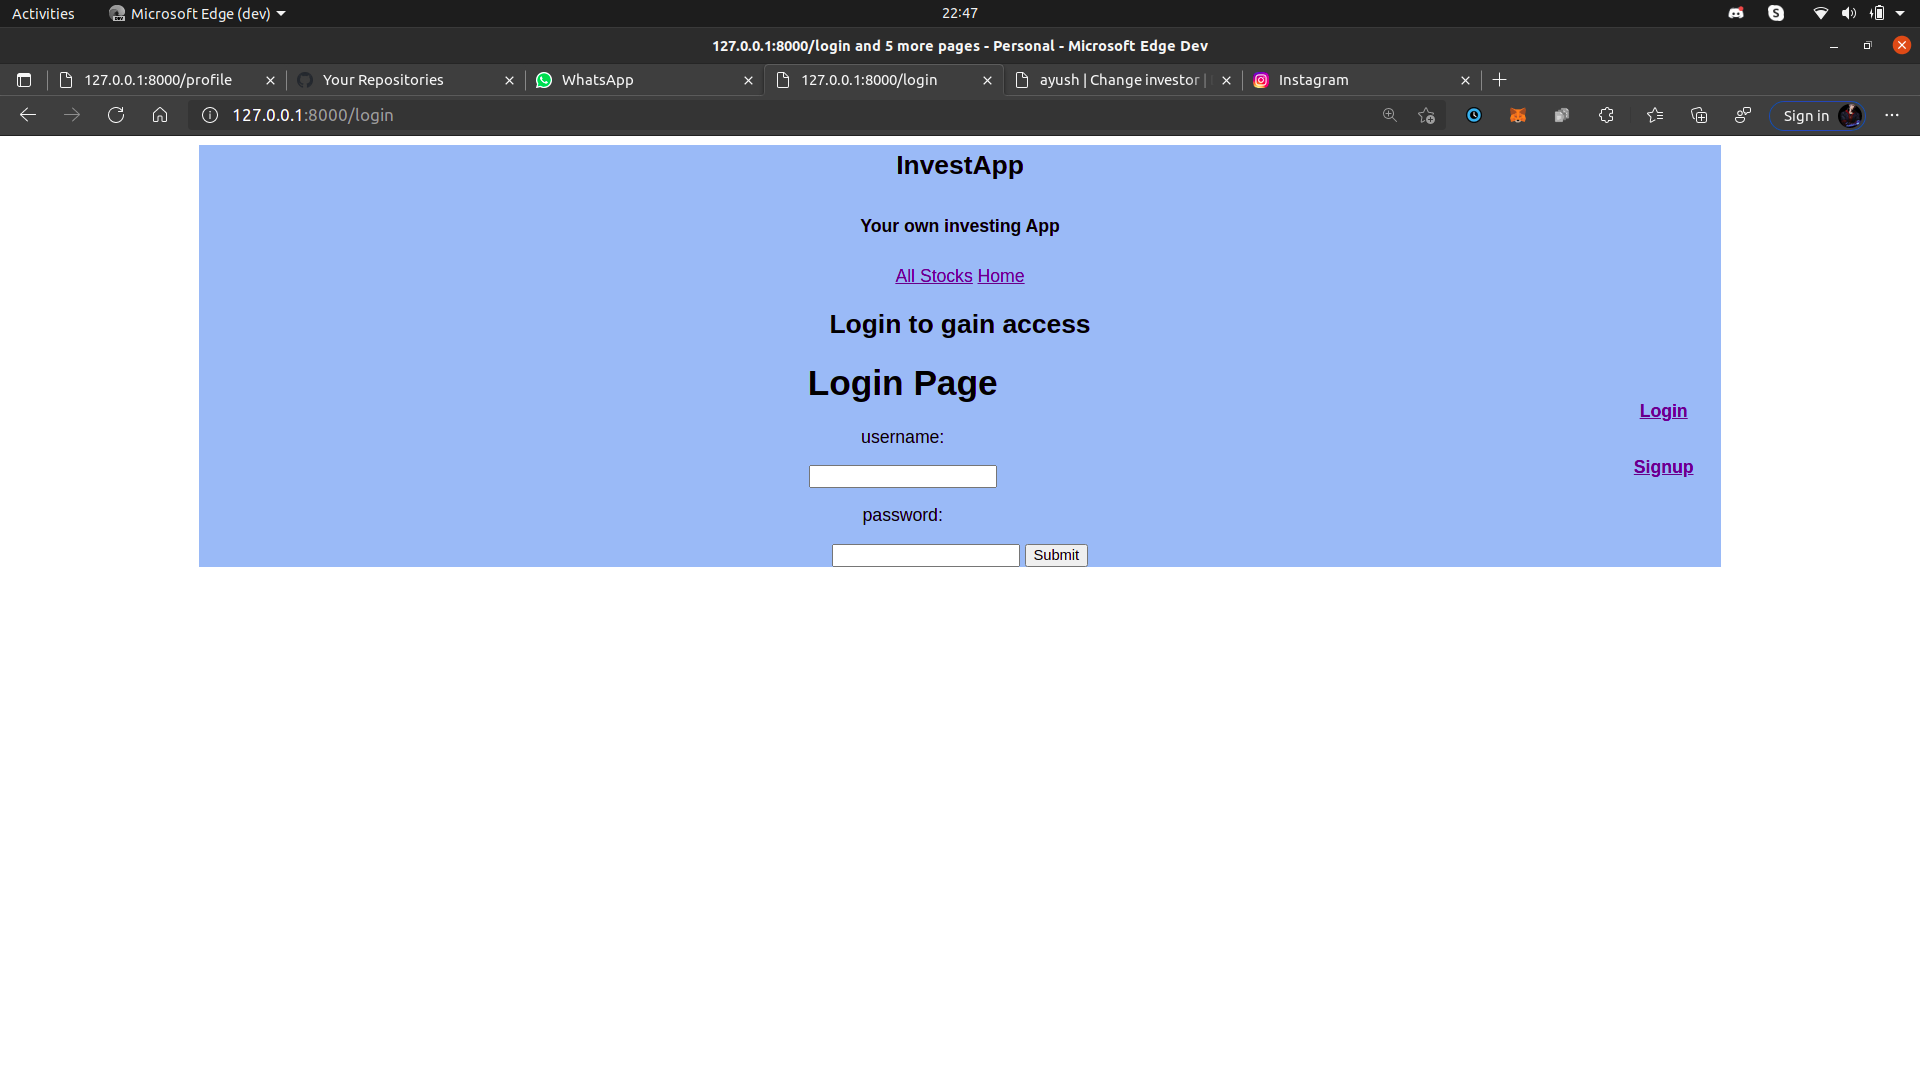 Activities Microsoft Edge (dev) 22:47
127.0.0.1:8000/login and 5 more pages - Personal - Microsoft Edge Dev
127.0.0.1:8000/profile Your Repositories WhatsApp 127.0.0.1:8000/login ayush | Change investor | Instagram
127.0.0.1:8000/login Sign in
InvestApp
Your own investing App
All Stocks Home
Login to gain access
Login Page
Login
username:
Signup
password:
Submit